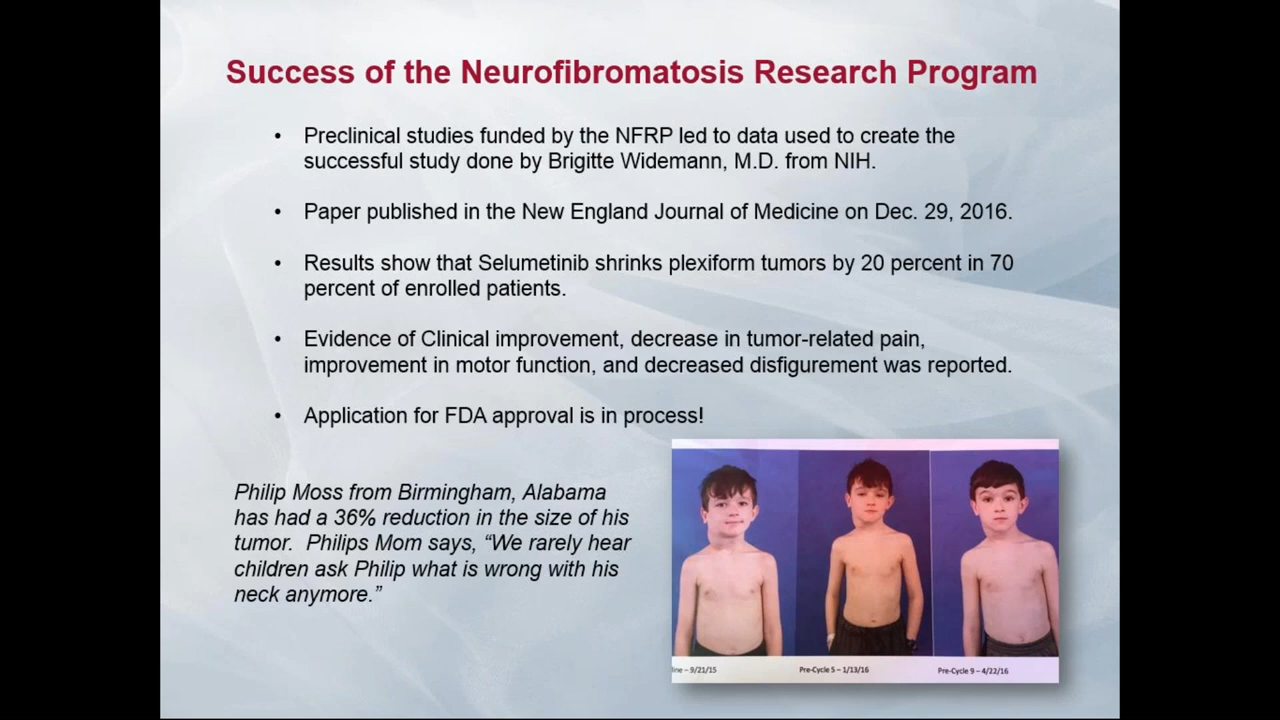 Success of the Neurofibromatosis Research Program
• Preclinical studies funded by the NFRP led to data used to create the
successful study done by Brigitte Widemann, M.D. from NIH.
• Paper published in the New England Journal of Medicine on Dec. 29, 2016.
• Results show that Selumetinib shrinks plexiform tumors by 20 percent in 70
percent of enrolled patients.
• Evidence of Clinical improvement, decrease in tumor-related pain,
improvement in motor function, and decreased disfigurement was reported.
• Application for FDA approval is in process!
Philip Moss from Birmingham, Alabama
has had a 36% reduction in the size of his
tumor. Philips Mom says, “We rarely hear
children ask Philip what is wrong with his
neck anymore.”
ine – 9/21/15 Pre-Cycle 5 – 1/13/16 Pre-Cycle 9 – 4/22/16